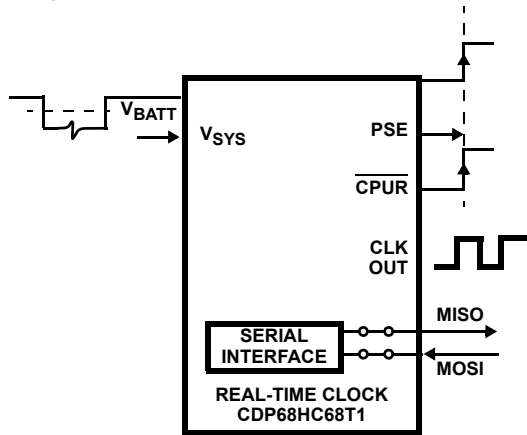 V_BATT
V_SYS
PSE
CPUR
CLK
OUT
MISO
SERIAL
INTERFACE
MOSI
REAL-TIME CLOCK
CDP68HC68T1